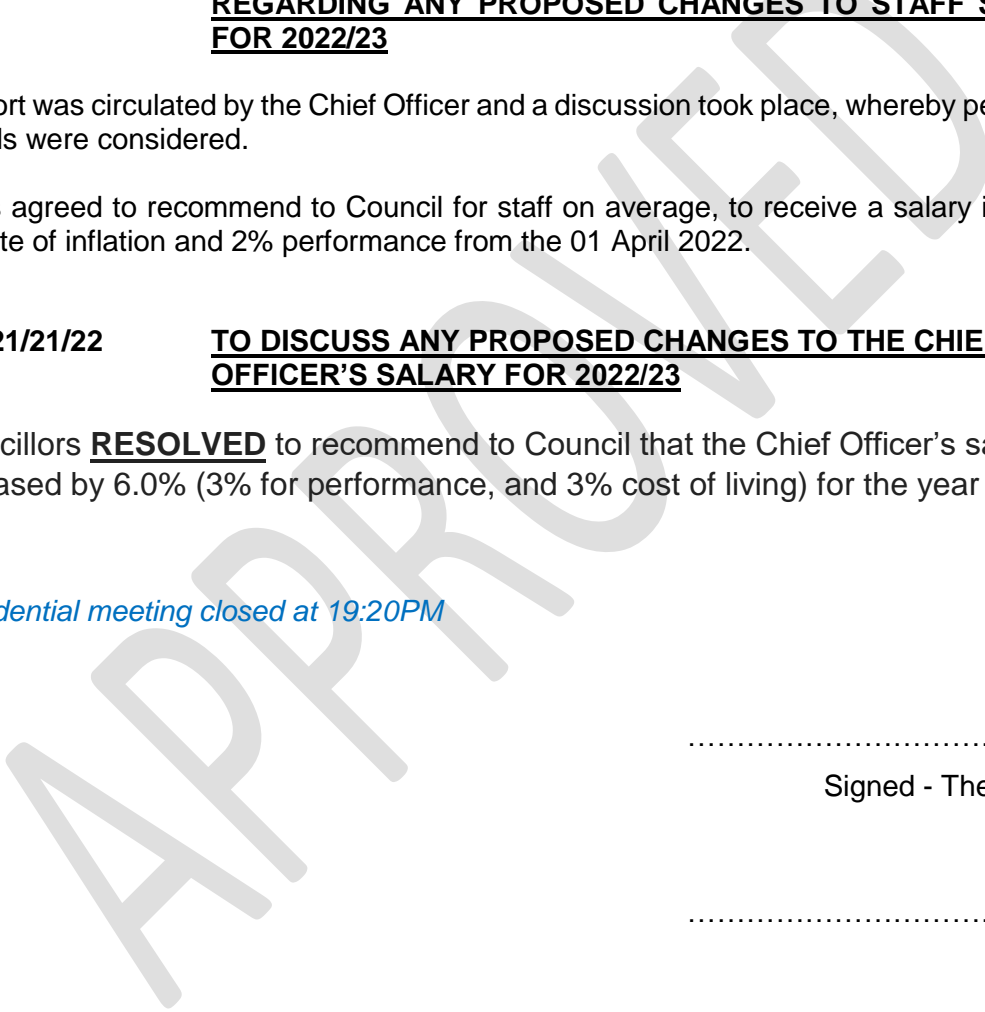 REGARDING ANY PROPOSED CHANGES TO STAFF S
FOR 2022/23
ort was circulated by the Chief Officer and a discussion took place, whereby pe
ls were considered.
s agreed to recommend to Council for staff on average, to receive a salary i
te of inflation and 2% performance from the 01 April 2022.
21/21/22 TO DISCUSS ANY PROPOSED CHANGES TO THE CHIE
OFFICER’S SALARY FOR 2022/23
cillors RESOLVED to recommend to Council that the Chief Officer’s sa
ased by 6.0% (3% for performance, and 3% cost of living) for the year
dential meeting closed at 19:20PM
Signed - The
APPROVED